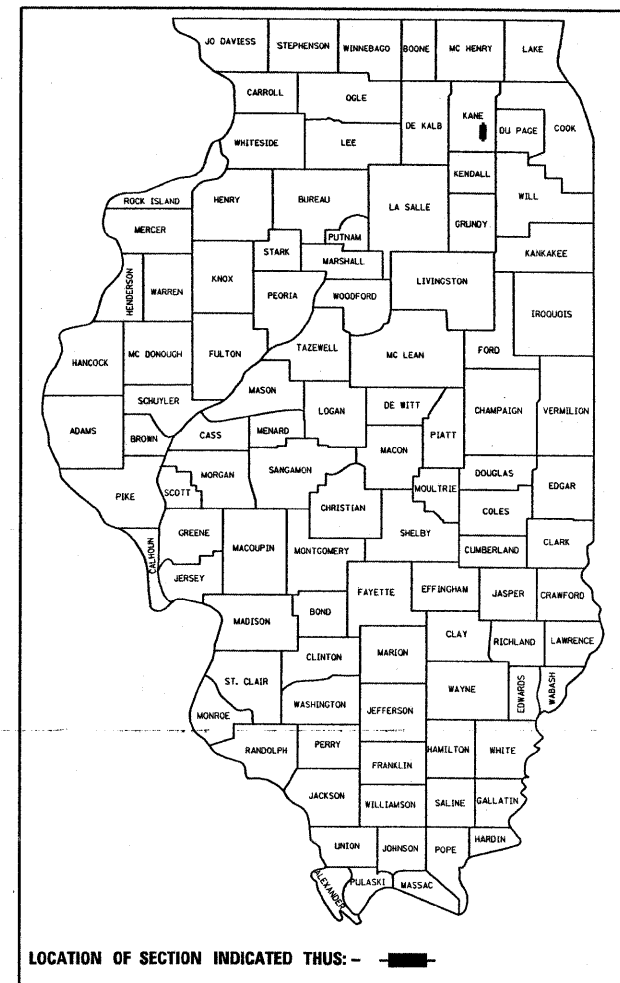 JO DAVIESS STEPHENSON WINNEBAGO BOONE MC HENRY LAKE
CARROLL OGLE DE KALB KANE DU PAGE COOK
WHITESIDE LEE
KENDALL WILL
ROCK ISLAND HENRY BUREAU LA SALLE GRUNDY
MERCER PUTNAM KANKAKEE
STARK MARSHALL
HENDERSON WARREN KNOX PEORIA WOODFORD LIVINGSTON IROQUOIS
HANCOCK MC DONOUGH FULTON TAZEWELL MC LEAN FORD
MASON
SCHUYLER LOGAN DE WITT CHAMPAIGN VERMILION
ADAMS BROWN CASS MENARD MACON PIATT
SANGAMON DOUGLAS
MORGAN MOULTRIE EDGAR
PIKE SCOTT CHRISTIAN COLES
GREENE SHELBY
CALHOUN MACOUPIN MONTGOMERY CUMBERLAND CLARK
JERSEY FAYETTE EFFINGHAM JASPER CRAWFORD
MADISON BOND
CLAY RICHLAND LAWRENCE
CLINTON MARION
ST. CLAIR WAYNE EDWARDS WABASH
WASHINGTON JEFFERSON
MONROE
RANDOLPH PERRY HAMILTON WHITE
FRANKLIN
JACKSON WILLIAMSON SALINE GALLATIN
HARDIN
UNION JOHNSON POPE
ALEXANDER PULASKI MASSAC
LOCATION OF SECTION INDICATED THUS: -